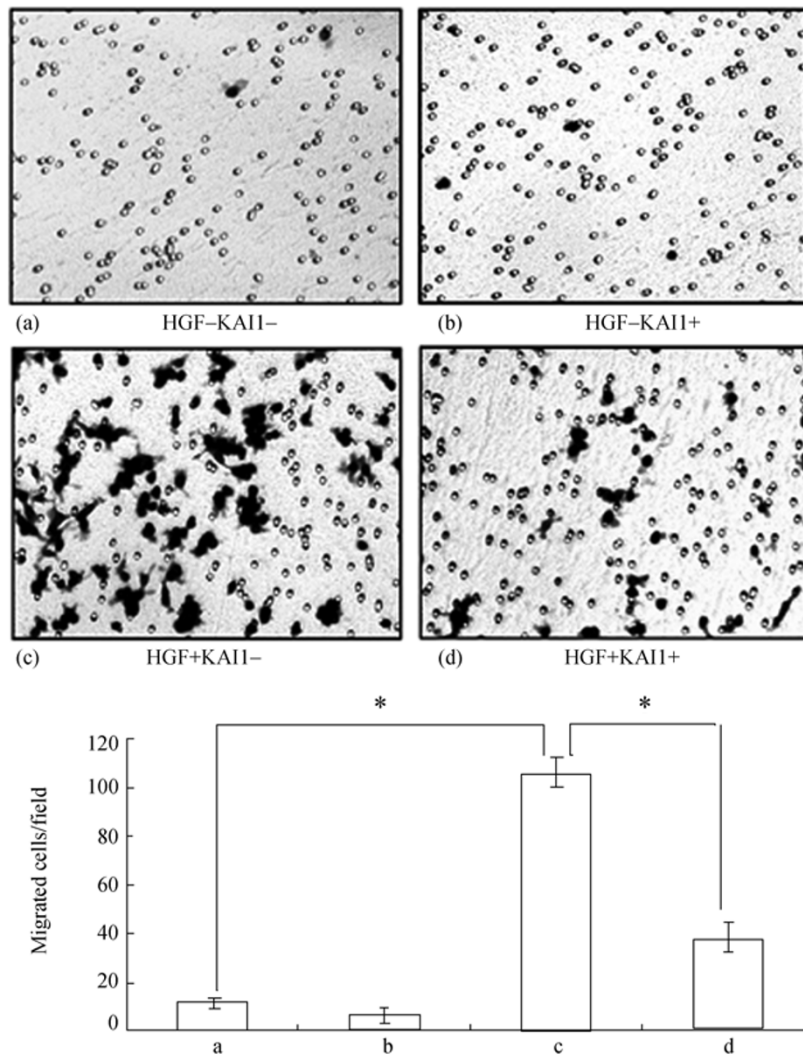 (a) HGF−KAI1−
(b) HGF−KAI1+
(c) HGF+KAI1−
(d) HGF+KAI1+
* *
Migrated cells/field
120
100
80
60
40
20
0
a b c d